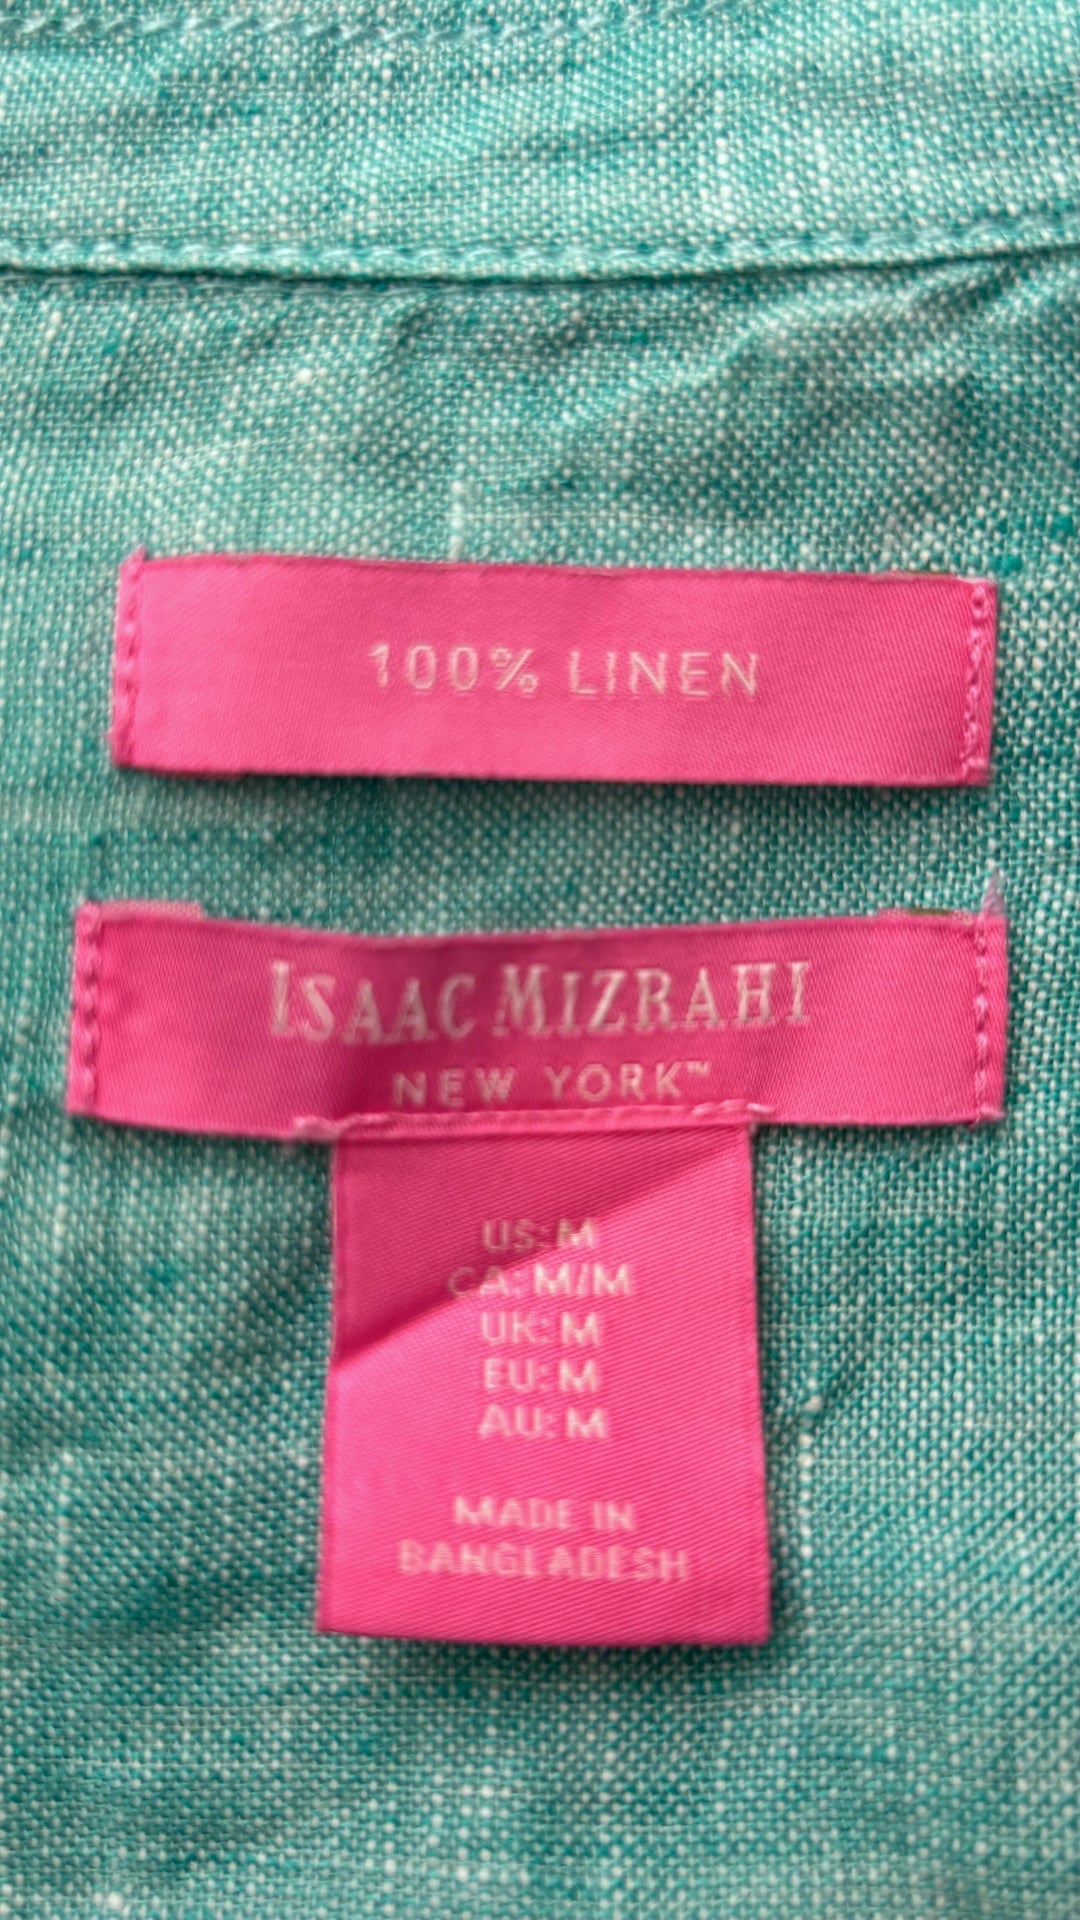 100% LINEN
ISAAC MIZRAHI
NEW YORK™
US: M
CA: M/M
UK: M
EU: M
AU: M
MADE IN
BANGLADESH